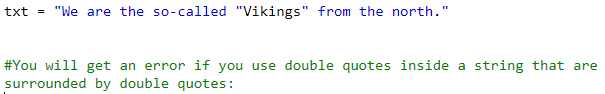 txt = "We are the so-called "Vikings" from the north."
#You will get an error if you use double quotes inside a string that are
surrounded by double quotes: